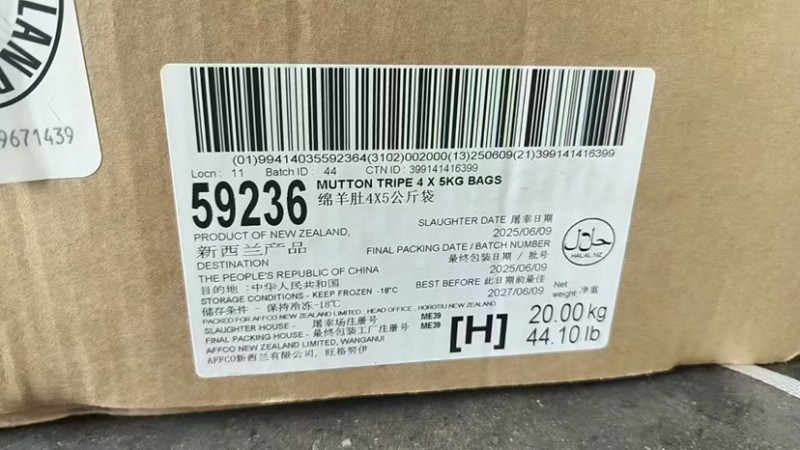 LAND
9671439
(01)99414035592364(3102)002000(13)250609(21)399141416399
Locn : 11 Batch ID : 44 CTN ID : 399141416399
59236 MUTTON TRIPE 4 X 5KG BAGS
绵羊肚4X5公斤袋
PRODUCT OF NEW ZEALAND,
新西兰产品
DESTINATION
THE PEOPLE'S REPUBLIC OF CHINA
目的地 :中华人民共和国
STORAGE CONDITIONS - KEEP FROZEN -18°C
储存条件 - 保持冷冻-18℃
PACKED FOR AFFCO NEW ZEALAND LIMITED, HEAD OFFICE, HOROTIU NEW ZEALAND
SLAUGHTER HOUSE - 屠宰场注册号 ME39
FINAL PACKING HOUSE - 最终包装工厂注册号 ME39
AFFCO NEW ZEALAND LIMITED, WANGANUI
AFFCO新西兰有限公司, 旺格努伊
SLAUGHTER DATE 屠宰日期
2025/06/09
FINAL PACKING DATE / BATCH NUMBER
最终包装日期 / 批号
2025/06/09
BEST BEFORE 此日期前最佳
2027/06/09
حلال
HALAL NZ
[H]
Net
weight: 净重
20.00 kg
44.10 lb